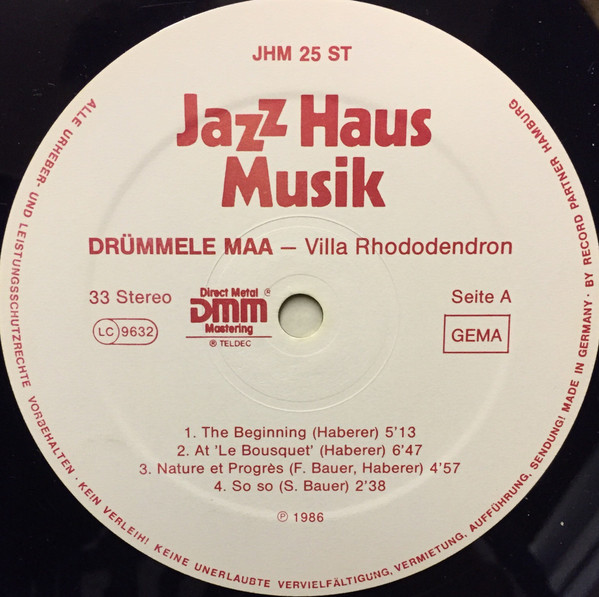 JHM 25 ST
Jazz Haus
Musik
DRÜMMELE MAA – Villa Rhododendron
33 Stereo
LC 9632
Direct Metal ®
DMM
Mastering
® TELDEC
Seite A
GEMA
1. The Beginning (Haberer) 5'13
2. At 'Le Bousquet' (Haberer) 6'47
3. Nature et Progrès (F. Bauer, Haberer) 4'57
4. So so (S. Bauer) 2'38
℗ 1986
ALLE URHEBER- UND LEISTUNGSSCHUTZRECHTE VORBEHALTEN · KEIN VERLEIH! KEINE UNERLAUBTE VERVIELFÄLTIGUNG, VERMIETUNG, AUFFÜHRUNG, SENDUNG! MADE IN GERMANY · BY RECORD PARTNER HAMBURG